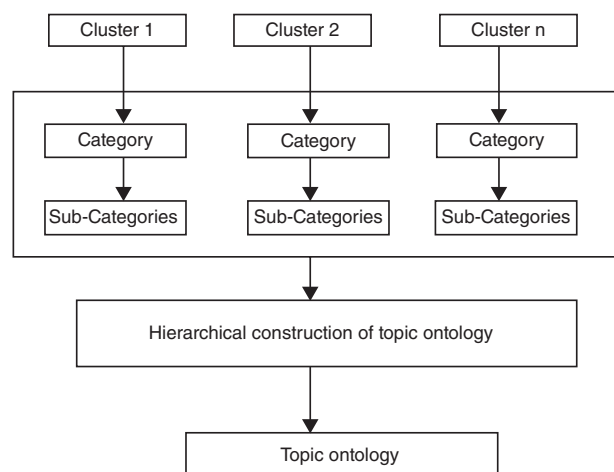 Cluster 1
Cluster 2
Cluster n
Category
Category
Category
Sub-Categories
Sub-Categories
Sub-Categories
Hierarchical construction of topic ontology
Topic ontology